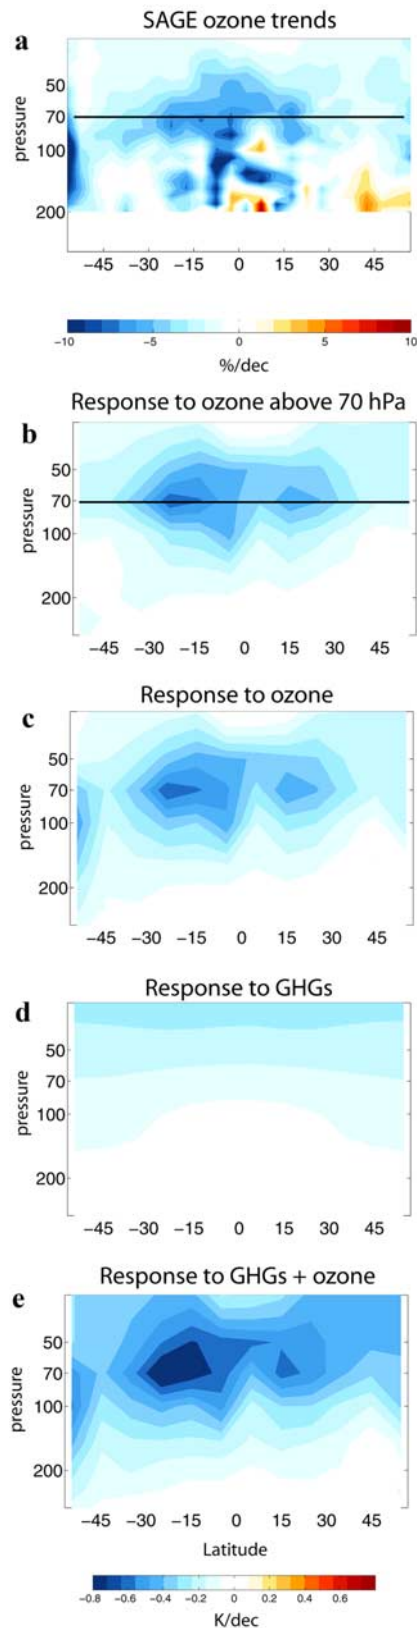 a
SAGE ozone trends
pressure
50
70
100
200
−45 −30 −15 0 15 30 45
−10 −5 0 5 10
%/dec
b
Response to ozone above 70 hPa
pressure
50
70
100
200
−45 −30 −15 0 15 30 45
c
Response to ozone
pressure
50
70
100
200
−45 −30 −15 0 15 30 45
d
Response to GHGs
pressure
50
70
100
200
−45 −30 −15 0 15 30 45
e
Response to GHGs + ozone
pressure
50
70
100
200
−45 −30 −15 0 15 30 45
Latitude
−0.8 −0.6 −0.4 −0.2 0 0.2 0.4 0.6
K/dec